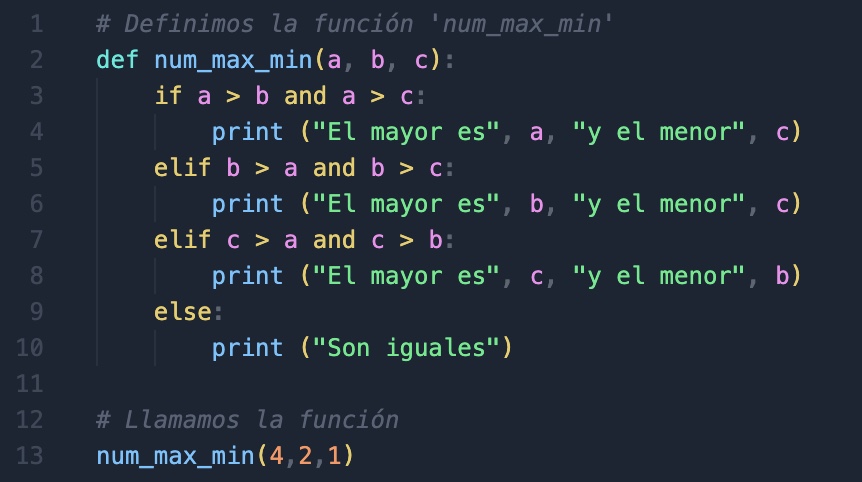 1 # Definimos la función 'num_max_min'
2 def num_max_min(a, b, c):
3     if a > b and a > c:
4         print ("El mayor es", a, "y el menor", c)
5     elif b > a and b > c:
6         print ("El mayor es", b, "y el menor", c)
7     elif c > a and c > b:
8         print ("El mayor es", c, "y el menor", b)
9     else:
10         print ("Son iguales")
11
12 # Llamamos la función
13 num_max_min(4,2,1)